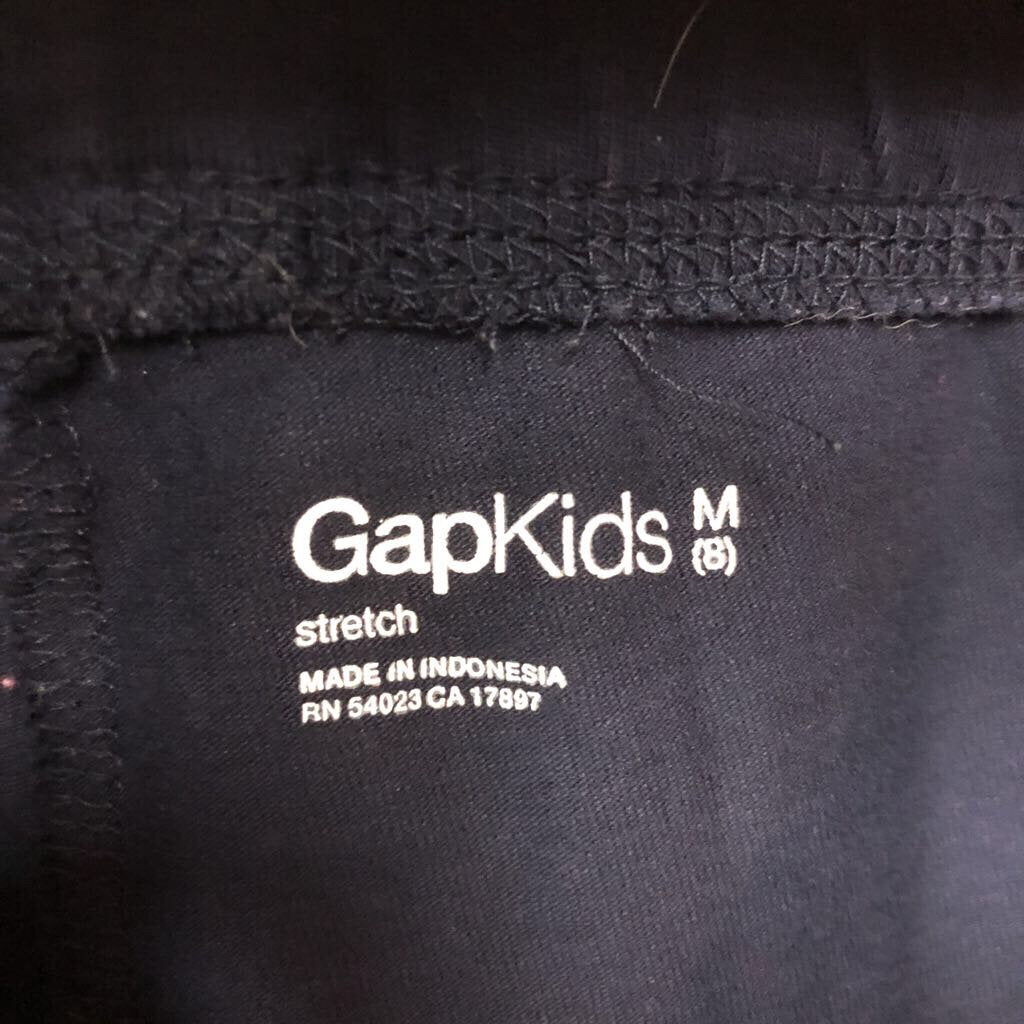 GapKids M
(8)
stretch
MADE IN INDONESIA
RN 54023 CA 17897